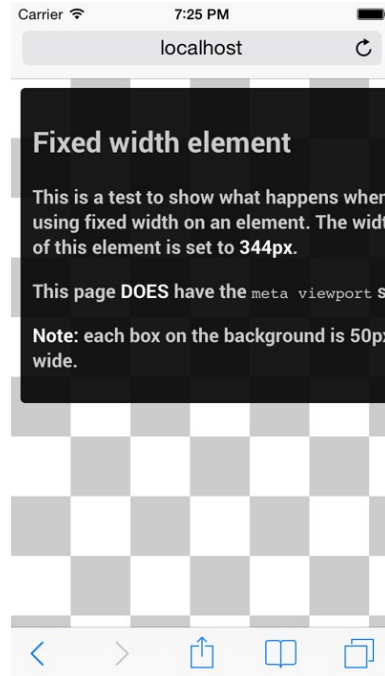 Carrier 7:25 PM
localhost
Fixed width element
This is a test to show what happens when
using fixed width on an element. The widt
of this element is set to 344px.
This page DOES have the meta viewport s
Note: each box on the background is 50px
wide.